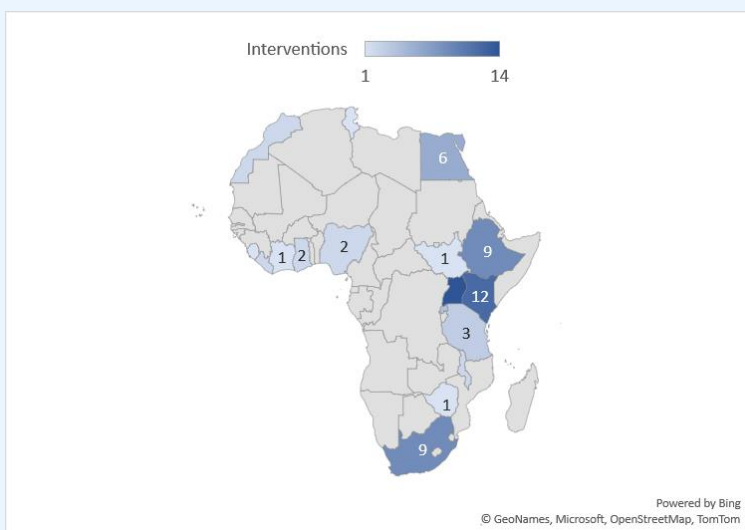 Interventions
1 14
6
1 2 2 1 9
12
3
1
9
Powered by Bing
© GeoNames, Microsoft, OpenStreetMap, TomTom